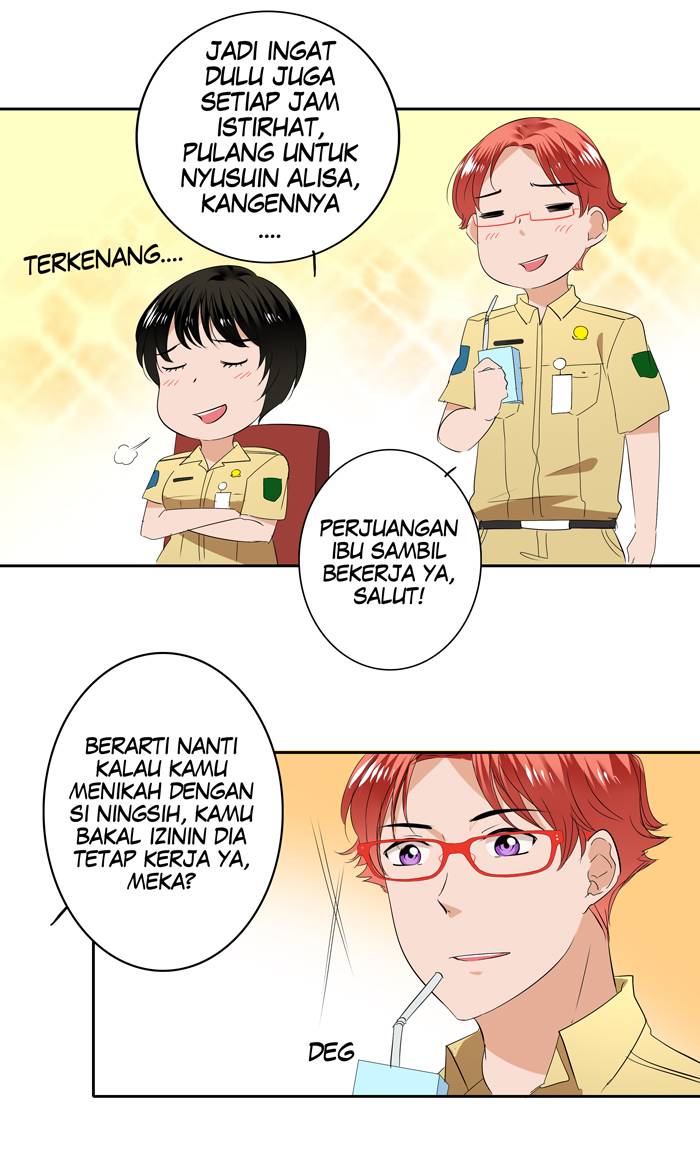 JADI INGAT
DULU JUGA
SETIAP JAM
ISTIRHAT,
PULANG UNTUK
NYUSUIN ALISA,
KANGENNYA
....
TERKENANG....
PERJUANGAN
IBU SAMBIL
BEKERJA YA,
SALUT!
BERARTI NANTI
KALAU KAMU
MENIKAH DENGAN
SI NINGSIH, KAMU
BAKAL IZININ DIA
TETAP KERJA YA,
MEKA?
DEG